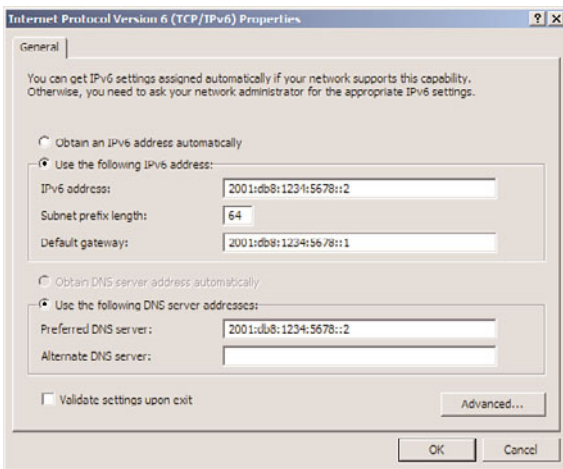 Internet Protocol Version 6 (TCP/IPv6) Properties
General
You can get IPv6 settings assigned automatically if your network supports this capability.
Otherwise, you need to ask your network administrator for the appropriate IPv6 settings.
Obtain an IPv6 address automatically
Use the following IPv6 address:
IPv6 address: 2001:db8:1234:5678::2
Subnet prefix length: 64
Default gateway: 2001:db8:1234:5678::1
Obtain DNS server address automatically
Use the following DNS server addresses:
Preferred DNS server: 2001:db8:1234:5678::2
Alternate DNS server:
Validate settings upon exit
Advanced...
OK Cancel